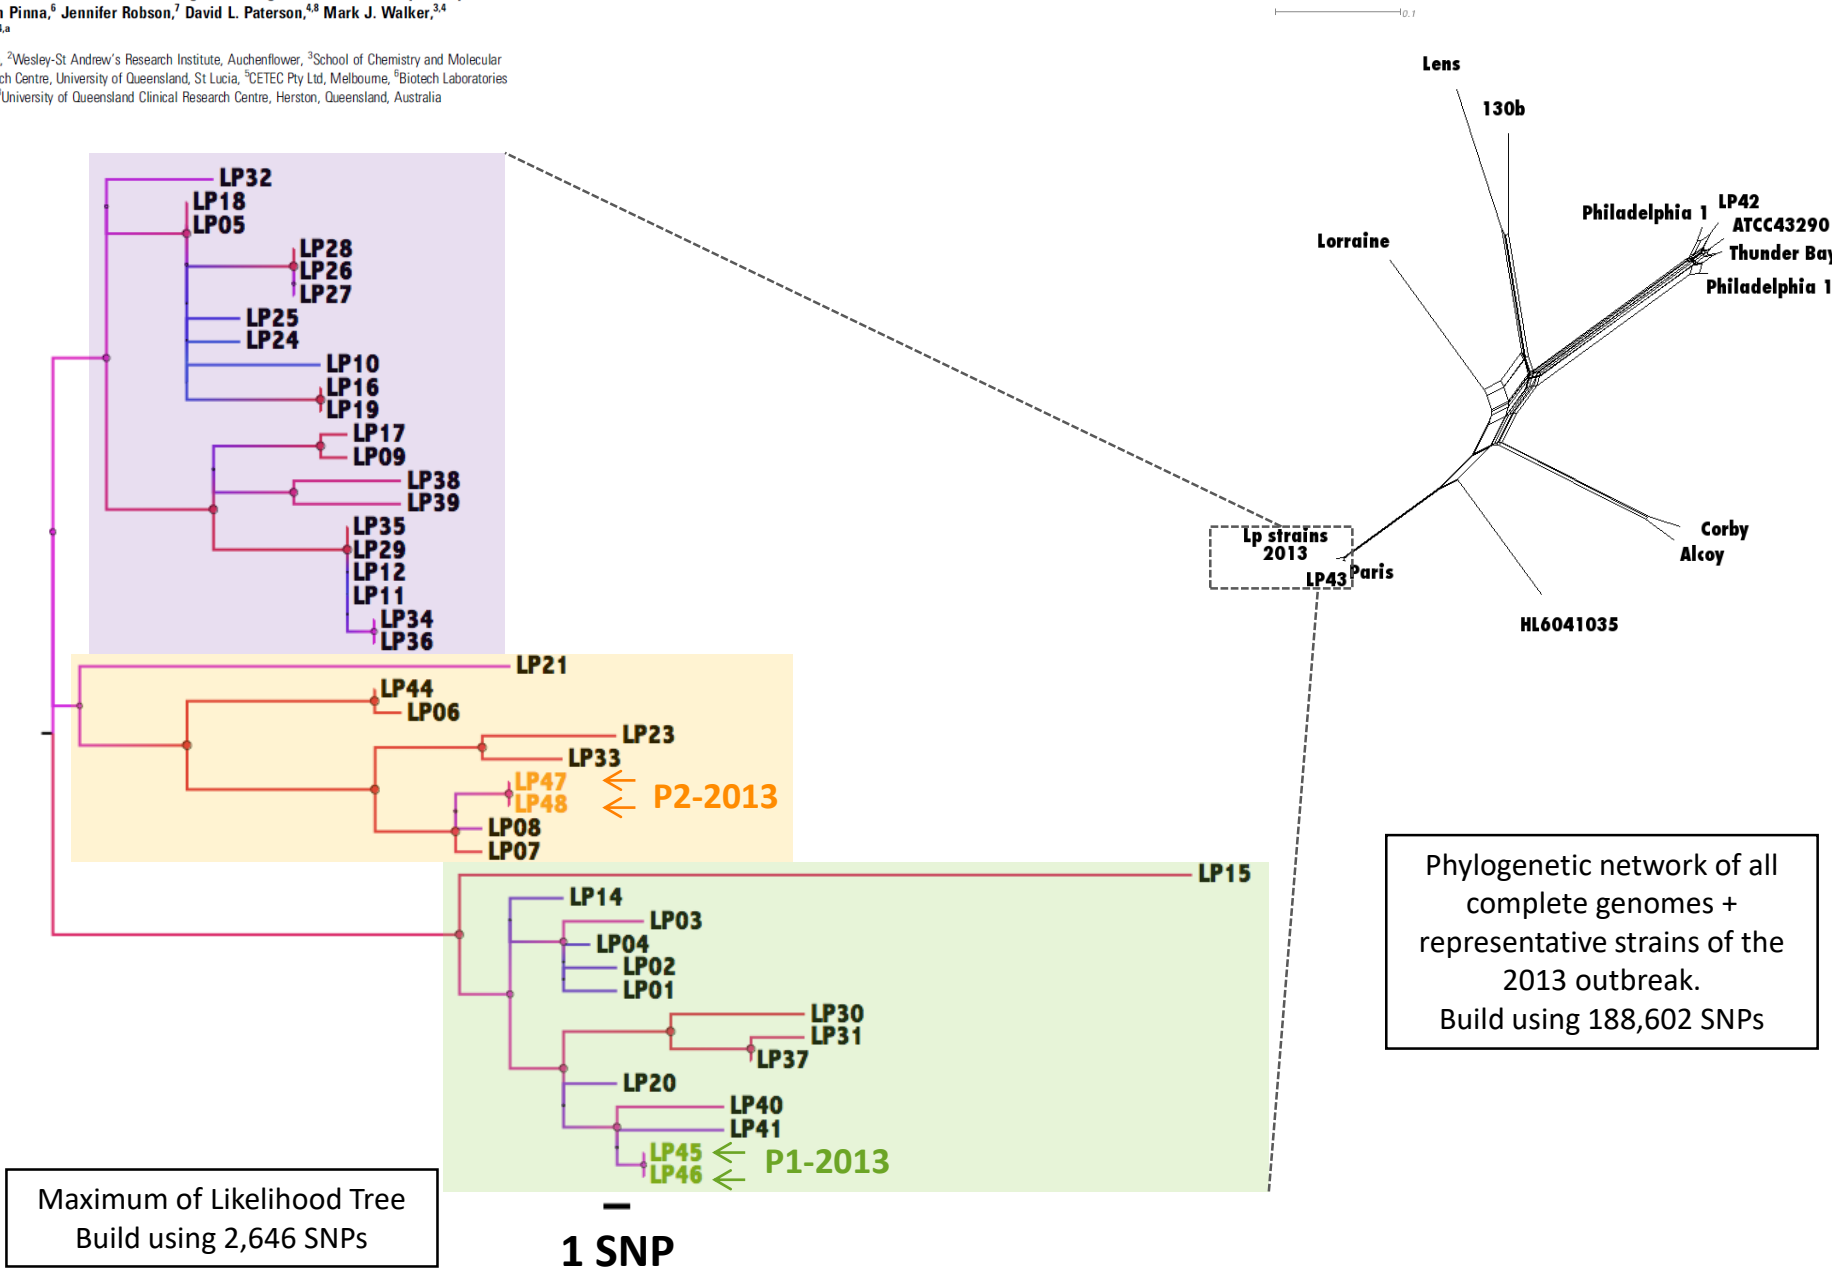 Pinna,⁶ Jennifer Robson,⁷ David L. Paterson,⁴,⁸ Mark J. Walker,³,⁴
²Wesley-St Andrew's Research Institute, Auchenflower, ³School of Chemistry and Molecular
Centre, University of Queensland, St Lucia, ⁵CETEC Pty Ltd, Melbourne, ⁶Biotech Laboratories
University of Queensland Clinical Research Centre, Herston, Queensland, Australia
0.1
Lens
130b
Philadelphia 1
LP42
ATCC43290
Thunder Bay
Philadelphia 1
Lorraine
Corby
Alcoy
HL6041035
Lp strains
2013
LP43
Paris
LP32
LP18
LP05
LP28
LP26
LP27
LP25
LP24
LP10
LP16
LP19
LP17
LP09
LP38
LP39
LP35
LP29
LP12
LP11
LP34
LP36
LP21
LP44
LP06
LP23
LP33
LP47
LP48
P2-2013
LP08
LP07
LP15
LP14
LP03
LP04
LP02
LP01
LP30
LP31
LP37
LP20
LP40
LP41
LP45
LP46
P1-2013
1 SNP
Maximum of Likelihood Tree
Build using 2,646 SNPs
Phylogenetic network of all
complete genomes +
representative strains of the
2013 outbreak.
Build using 188,602 SNPs